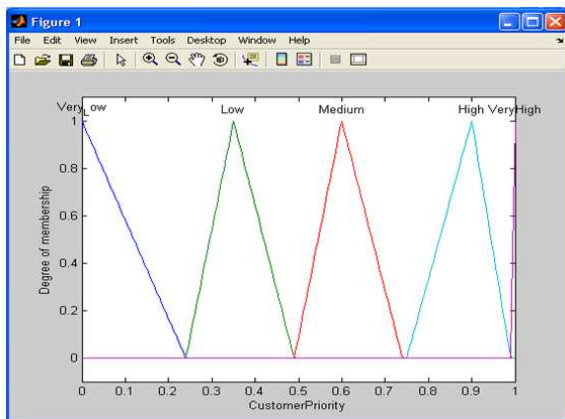 Figure 1
File Edit View Insert Tools Desktop Window Help
Very_Low Low Medium High VeryHigh
1
0.8
0.6
0.4
0.2
0
Degree of membership
0 0.1 0.2 0.3 0.4 0.5 0.6 0.7 0.8 0.9 1
CustomerPriority